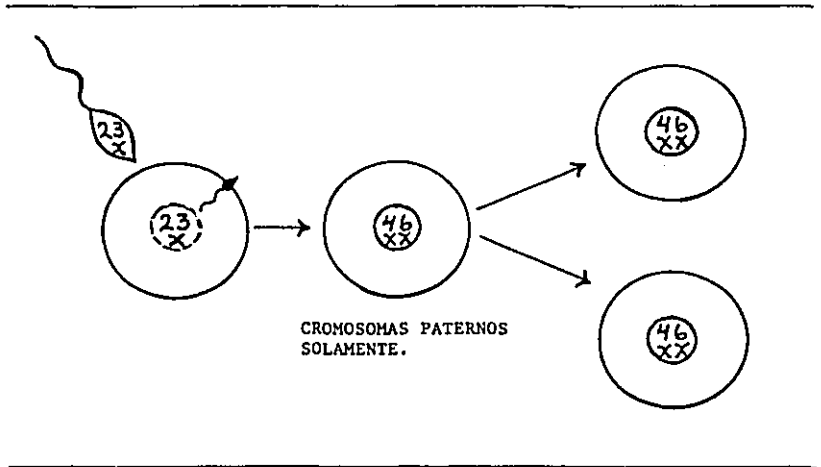 23
X
23
X
46
XX
CROMOSOMAS PATERNOS
SOLAMENTE.
46
XX
46
XX